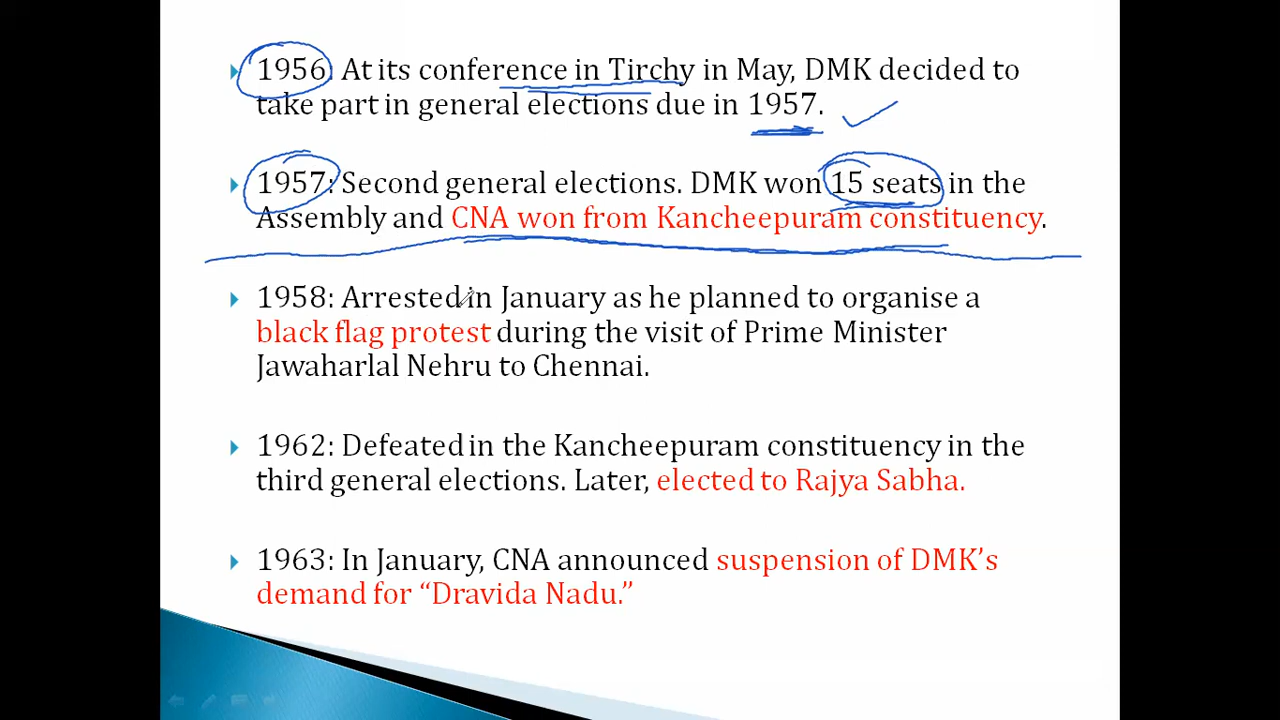 1956: At its conference in Tirchy in May, DMK decided to
take part in general elections due in 1957.
1957: Second general elections. DMK won 15 seats in the
Assembly and CNA won from Kancheepuram constituency.
1958: Arrested in January as he planned to organise a
black flag protest during the visit of Prime Minister
Jawaharlal Nehru to Chennai.
1962: Defeated in the Kancheepuram constituency in the
third general elections. Later, elected to Rajya Sabha.
1963: In January, CNA announced suspension of DMK’s
demand for “Dravida Nadu.”